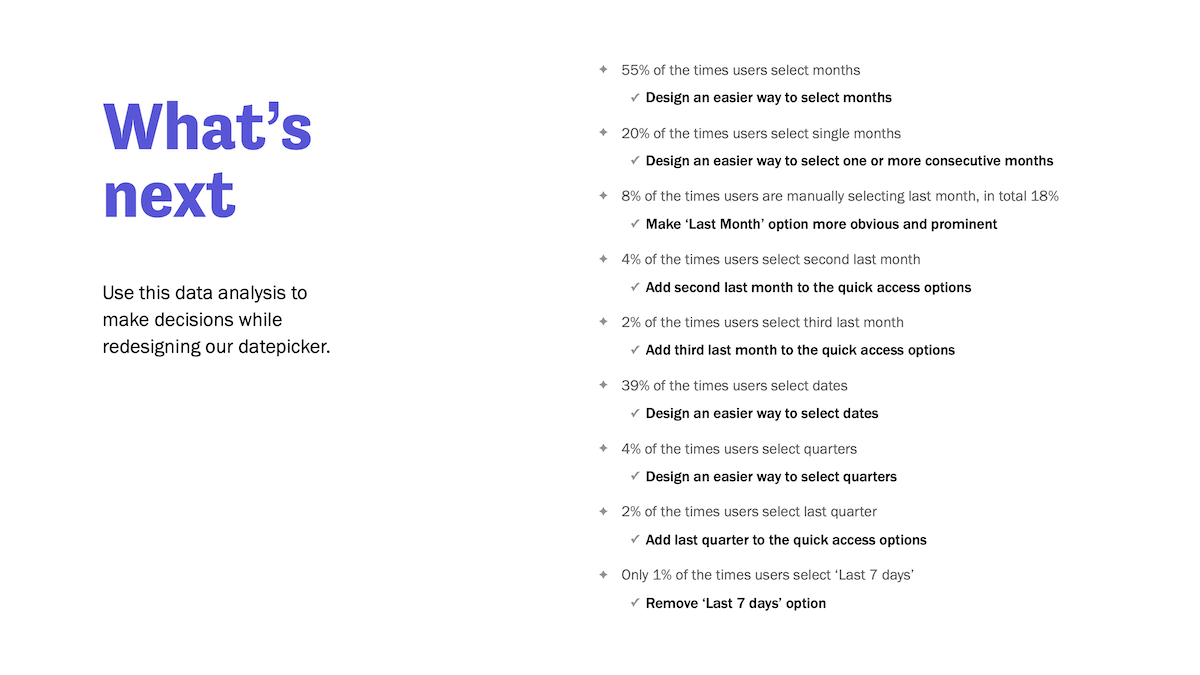 What’s
next
Use this data analysis to
make decisions while
redesigning our datepicker.
✦ 55% of the times users select months
✓ Design an easier way to select months
✦ 20% of the times users select single months
✓ Design an easier way to select one or more consecutive months
✦ 8% of the times users are manually selecting last month, in total 18%
✓ Make ‘Last Month’ option more obvious and prominent
✦ 4% of the times users select second last month
✓ Add second last month to the quick access options
✦ 2% of the times users select third last month
✓ Add third last month to the quick access options
✦ 39% of the times users select dates
✓ Design an easier way to select dates
✦ 4% of the times users select quarters
✓ Design an easier way to select quarters
✦ 2% of the times users select last quarter
✓ Add last quarter to the quick access options
✦ Only 1% of the times users select ‘Last 7 days’
✓ Remove ‘Last 7 days’ option